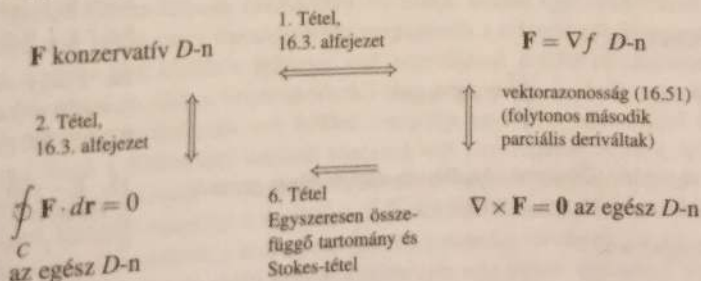 1. Tétel,
16.3. alfejezet
F konzervatív D-n
F = ∇f D-n
2. Tétel,
16.3. alfejezet
vektorazonosság (16.51)
(folytonos második
parciális deriváltak)
∮ F · dr = 0
C
az egész D-n
6. Tétel
Egyszeresen össze-
függő tartomány és
Stokes-tétel
∇ × F = 0 az egész D-n